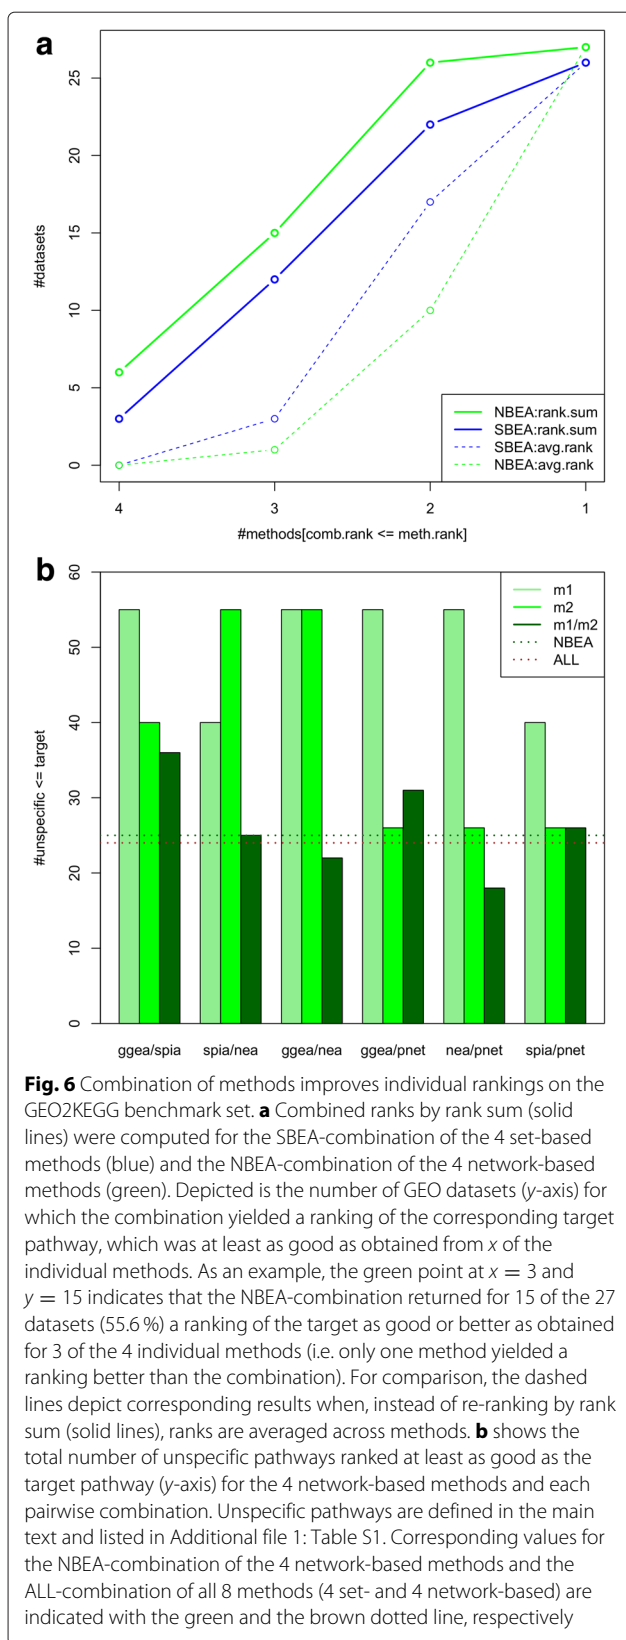 a
#datasets
25
20
15
10
5
0
4 3 2 1
#methods[comb.rank <= meth.rank]
NBEA:rank.sum
SBEA:rank.sum
SBEA:avg.rank
NBEA:avg.rank
b
#unspecific <= target
60
50
40
30
20
10
0
m1
m2
m1/m2
NBEA
ALL
ggea/spia spia/nea ggea/nea ggea/pnet nea/pnet spia/pnet
Fig. 6 Combination of methods improves individual rankings on the
GEO2KEGG benchmark set. a Combined ranks by rank sum (solid
lines) were computed for the SBEA-combination of the 4 set-based
methods (blue) and the NBEA-combination of the 4 network-based
methods (green). Depicted is the number of GEO datasets (y-axis) for
which the combination yielded a ranking of the corresponding target
pathway, which was at least as good as obtained from x of the
individual methods. As an example, the green point at x = 3 and
y = 15 indicates that the NBEA-combination returned for 15 of the 27
datasets (55.6 %) a ranking of the target as good or better as obtained
for 3 of the 4 individual methods (i.e. only one method yielded a
ranking better than the combination). For comparison, the dashed
lines depict corresponding results when, instead of re-ranking by rank
sum (solid lines), ranks are averaged across methods. b shows the
total number of unspecific pathways ranked at least as good as the
target pathway (y-axis) for the 4 network-based methods and each
pairwise combination. Unspecific pathways are defined in the main
text and listed in Additional file 1: Table S1. Corresponding values for
the NBEA-combination of the 4 network-based methods and the
ALL-combination of all 8 methods (4 set- and 4 network-based) are
indicated with the green and the brown dotted line, respectively